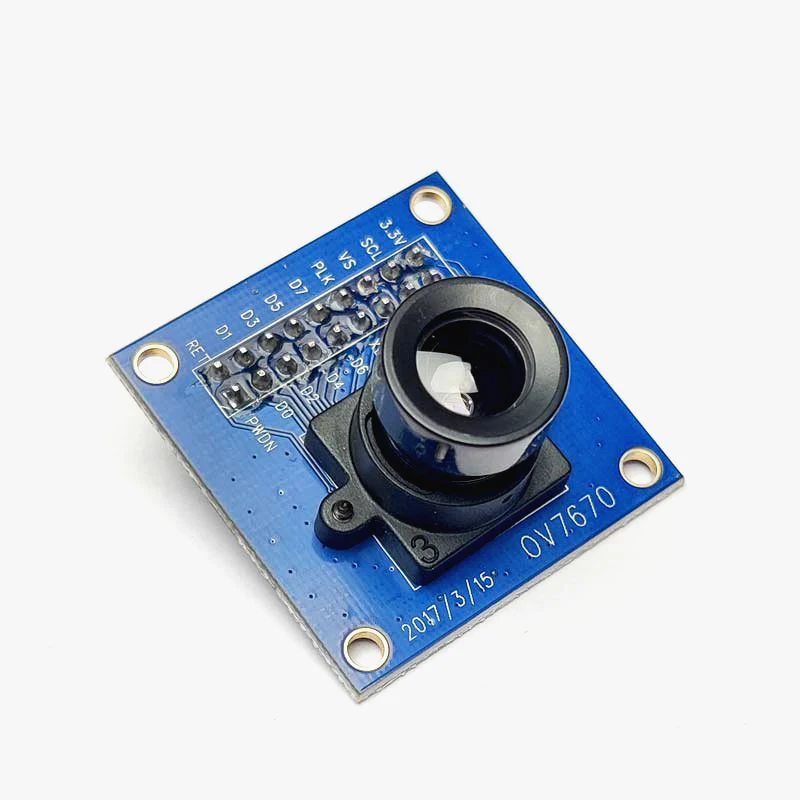 3.3V
SCL
VS
PLK
D7
D5
D3
D1
RET
D6
D4
D2
D0
PWDN
3
OV7670
2017/3/15